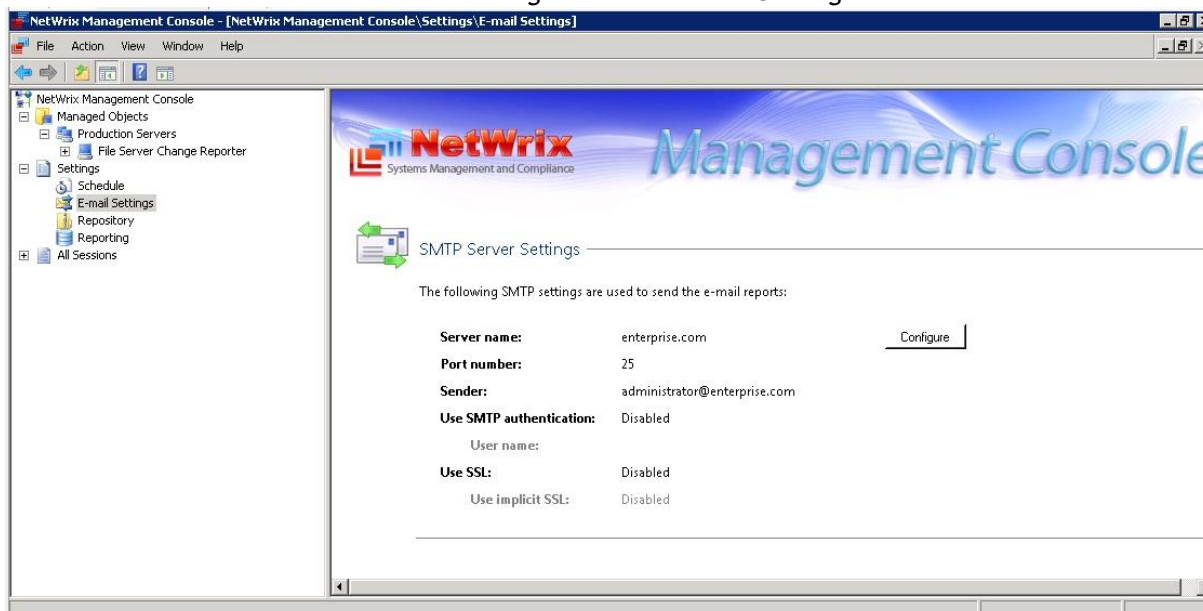 NetWrix Management Console - [NetWrix Management Console\Settings\E-mail Settings]
File Action View Window Help
NetWrix Management Console
Managed Objects
Production Servers
File Server Change Reporter
Settings
Schedule
E-mail Settings
Repository
Reporting
All Sessions
NetWrix
Systems Management and Compliance
Management Console
SMTP Server Settings
The following SMTP settings are used to send the e-mail reports:
Server name: enterprise.com Configure
Port number: 25
Sender: administrator@enterprise.com
Use SMTP authentication: Disabled
User name:
Use SSL: Disabled
Use implicit SSL: Disabled